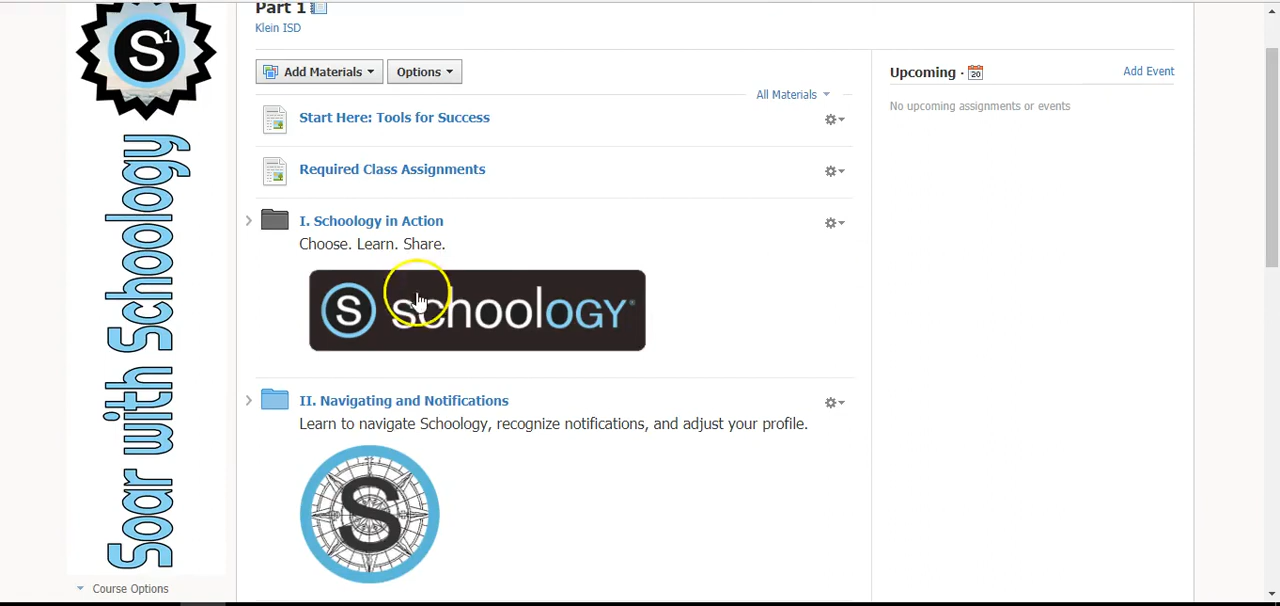 S1
Soar with Schoology
Course Options
Part 1
Klein ISD
Add Materials
Options
All Materials
Start Here: Tools for Success
Required Class Assignments
I. Schoology in Action
Choose. Learn. Share.
S schoology®
II. Navigating and Notifications
Learn to navigate Schoology, recognize notifications, and adjust your profile.
S
Upcoming · 20
Add Event
No upcoming assignments or events